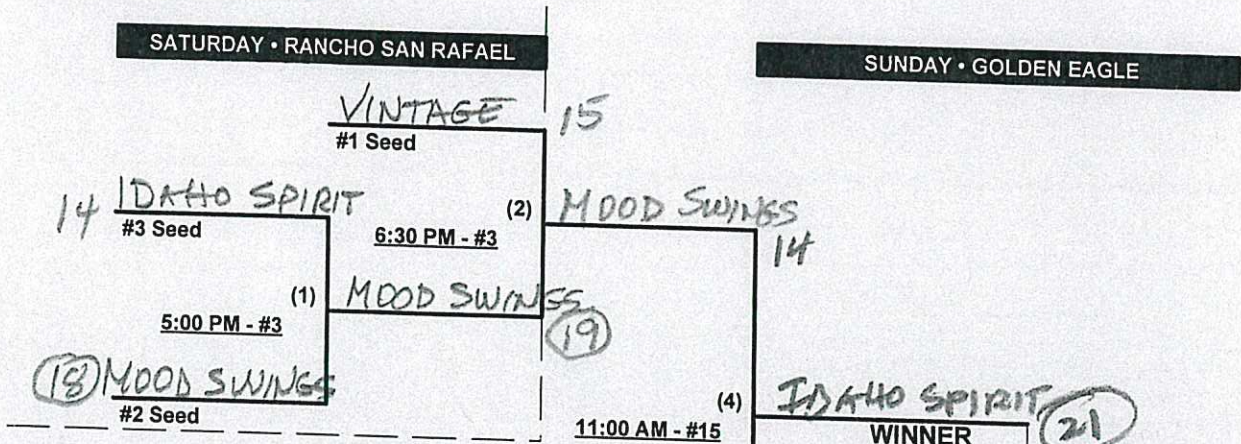 SATURDAY • RANCHO SAN RAFAEL
SUNDAY • GOLDEN EAGLE
VINTAGE 15
#1 Seed
14 IDAHO SPIRIT
#3 Seed
(2) MOOD SWINGS
6:30 PM - #3
14
(1) MOOD SWINGS
5:00 PM - #3
19
18 MOOD SWINGS
#2 Seed
(4) IDAHO SPIRIT 21
11:00 AM - #15
WINNER